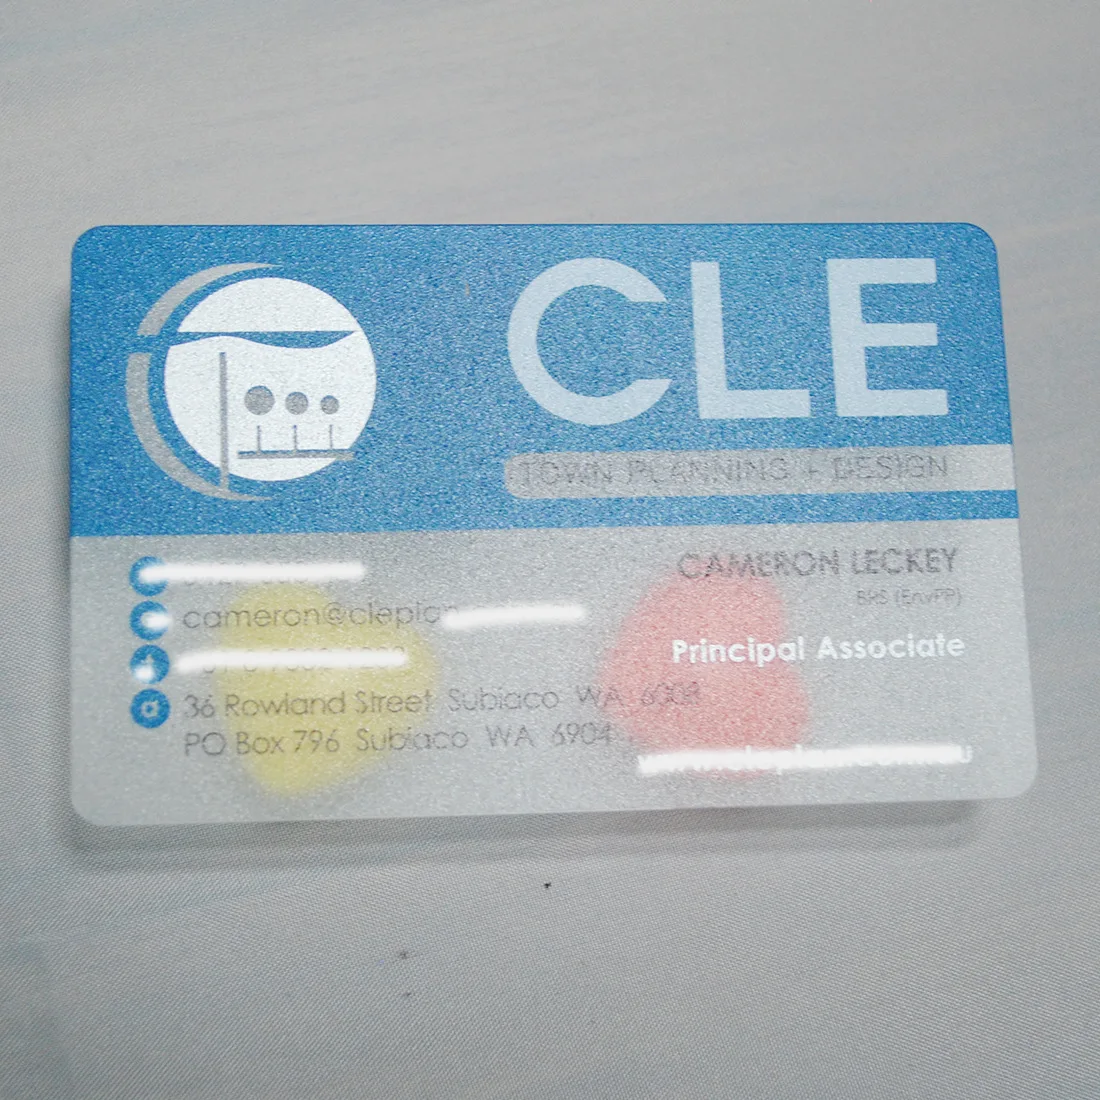 CLE
TOWN PLANNING + DESIGN
CAMERON LECKEY
BRS (EnvPP)
cameron@cleplan
Principal Associate
36 Rowland Street Subiaco WA 6008
PO Box 796 Subiaco WA 6904